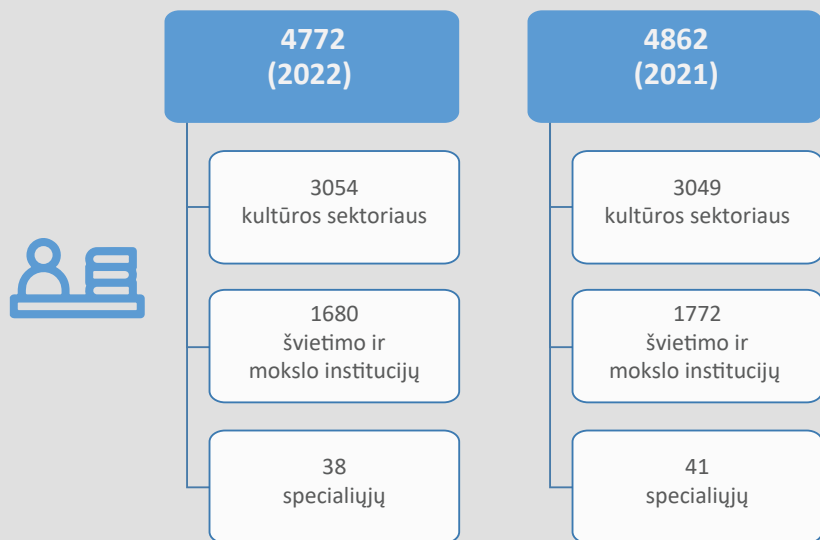 4772
(2022)
3054
kultūros sektoriaus
1680
švietimo ir
mokslo institucijų
38
specialiųjų
4862
(2021)
3049
kultūros sektoriaus
1772
švietimo ir
mokslo institucijų
41
specialiųjų